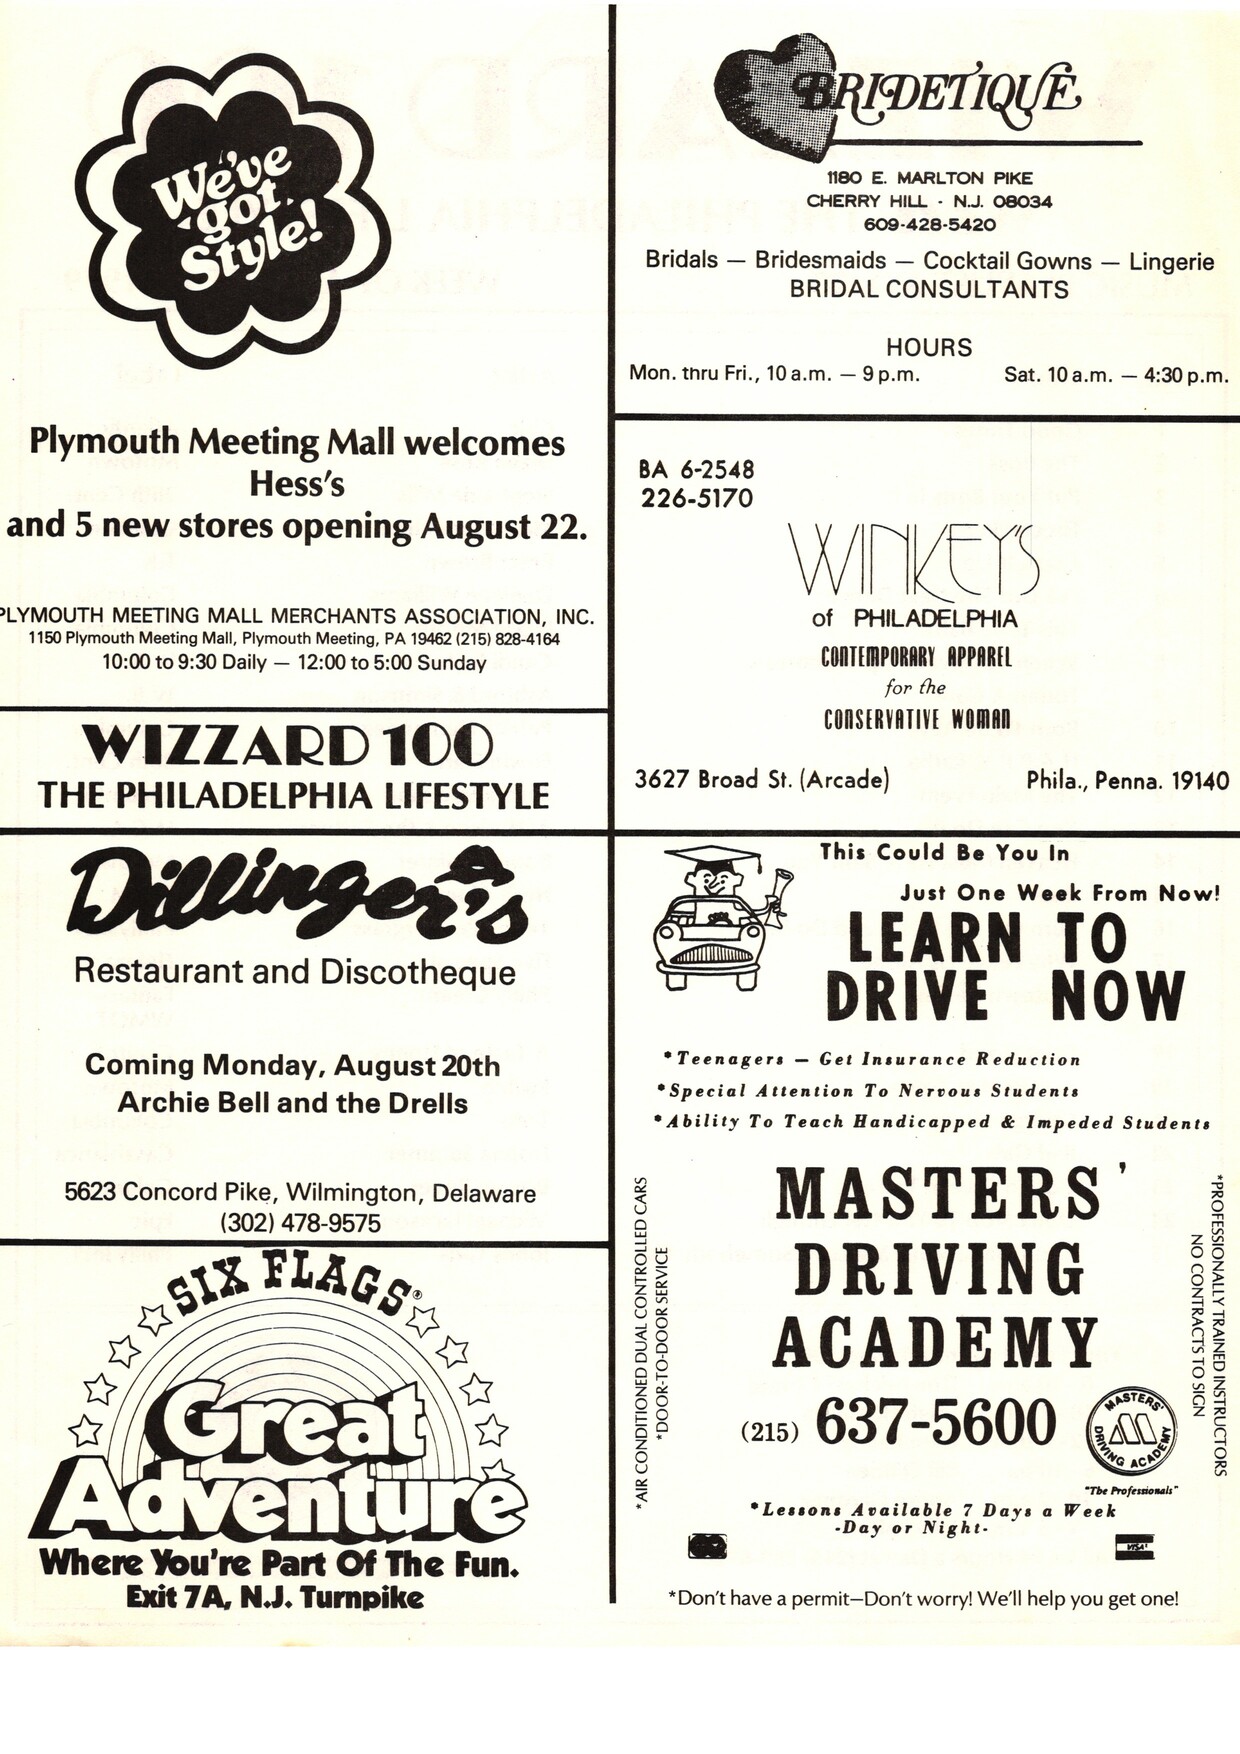 We've
got
Style!
Plymouth Meeting Mall welcomes
Hess's
and 5 new stores opening August 22.
PLYMOUTH MEETING MALL MERCHANTS ASSOCIATION, INC.
1150 Plymouth Meeting Mall, Plymouth Meeting, PA 19462 (215) 828-4164
10:00 to 9:30 Daily — 12:00 to 5:00 Sunday
WIZZARD 100
THE PHILADELPHIA LIFESTYLE
Dillinger's
Restaurant and Discotheque
Coming Monday, August 20th
Archie Bell and the Drells
5623 Concord Pike, Wilmington, Delaware
(302) 478-9575
SIX FLAGS®
Great
Adventure
Where You're Part Of The Fun.
Exit 7A, N.J. Turnpike
BRIDETIQUE
1180 E. MARLTON PIKE
CHERRY HILL - N.J. 08034
609-428-5420
Bridals — Bridesmaids — Cocktail Gowns — Lingerie
BRIDAL CONSULTANTS
HOURS
Mon. thru Fri., 10 a.m. — 9 p.m. Sat. 10 a.m. — 4:30 p.m.
BA 6-2548
226-5170
WINKEY'S
of PHILADELPHIA
CONTEMPORARY APPAREL
for the
CONSERVATIVE WOMAN
3627 Broad St. (Arcade) Phila., Penna. 19140
This Could Be You In
Just One Week From Now!
LEARN TO
DRIVE NOW
*Teenagers — Get Insurance Reduction
*Special Attention To Nervous Students
*Ability To Teach Handicapped & Impeded Students
*AIR CONDITIONED DUAL CONTROLLED CARS
*DOOR-TO-DOOR SERVICE
MASTERS'
DRIVING
ACADEMY
(215) 637-5600
*PROFESSIONALLY TRAINED INSTRUCTORS
NO CONTRACTS TO SIGN
MASTERS'
DRIVING ACADEMY
"The Professionals"
*Lessons Available 7 Days a Week
-Day or Night-
VISA
*Don't have a permit—Don't worry! We'll help you get one!